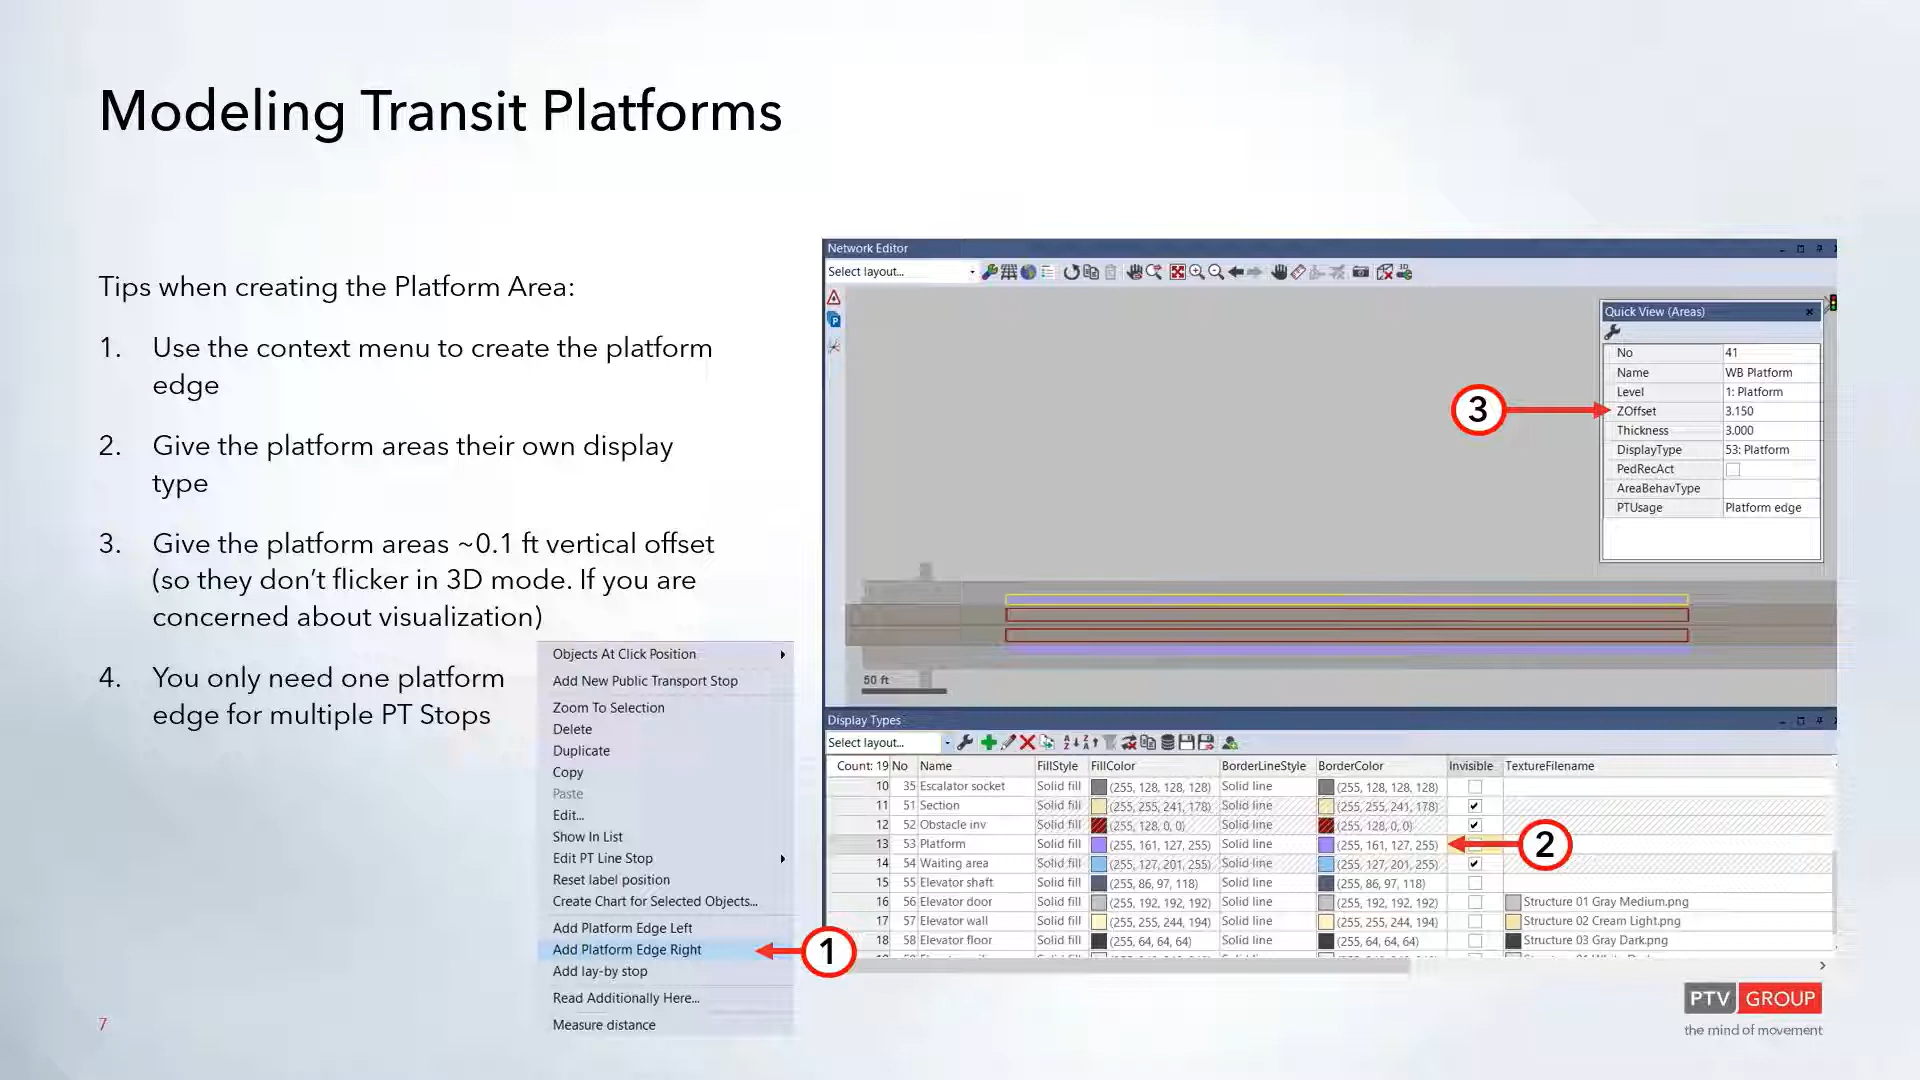 Modeling Transit Platforms
Tips when creating the Platform Area:
1. Use the context menu to create the platform
edge
2. Give the platform areas their own display
type
3. Give the platform areas ~0.1 ft vertical offset
(so they don't flicker in 3D mode. If you are
concerned about visualization)
4. You only need one platform
edge for multiple PT Stops
Objects At Click Position
Add New Public Transport Stop
Zoom To Selection
Delete
Duplicate
Copy
Paste
Edit...
Show In List
Edit PT Line Stop
Reset label position
Create Chart for Selected Objects...
Add Platform Edge Left
Add Platform Edge Right
Add lay-by stop
Read Additionally Here...
Measure distance
1
Network Editor
Select layout...
Quick View (Areas)
No 41
Name WB Platform
Level 1: Platform
ZOffset 3.150
Thickness 3.000
DisplayType 53: Platform
PedRecAct
AreaBehavType
PTUsage Platform edge
3
50 ft
Display Types
Select layout...
Count: 19 No Name FillStyle FillColor BorderLineStyle BorderColor Invisible TextureFilename
10 35 Escalator socket Solid fill (255, 128, 128, 128) Solid line (255, 128, 128, 128)
11 51 Section Solid fill (255, 255, 241, 178) Solid line (255, 255, 241, 178)
12 52 Obstacle inv Solid fill (255, 128, 0, 0) Solid line (255, 128, 0, 0)
13 53 Platform Solid fill (255, 161, 127, 255) Solid line (255, 161, 127, 255)
14 54 Waiting area Solid fill (255, 127, 201, 255) Solid line (255, 127, 201, 255)
15 55 Elevator shaft Solid fill (255, 86, 97, 118) Solid line (255, 86, 97, 118)
16 56 Elevator door Solid fill (255, 192, 192, 192) Solid line (255, 192, 192, 192) Structure 01 Gray Medium.png
17 57 Elevator wall Solid fill (255, 255, 244, 194) Solid line (255, 255, 244, 194) Structure 02 Cream Light.png
18 58 Elevator floor Solid fill (255, 64, 64, 64) Solid line (255, 64, 64, 64) Structure 03 Gray Dark.png
2
7
PTV GROUP
the mind of movement